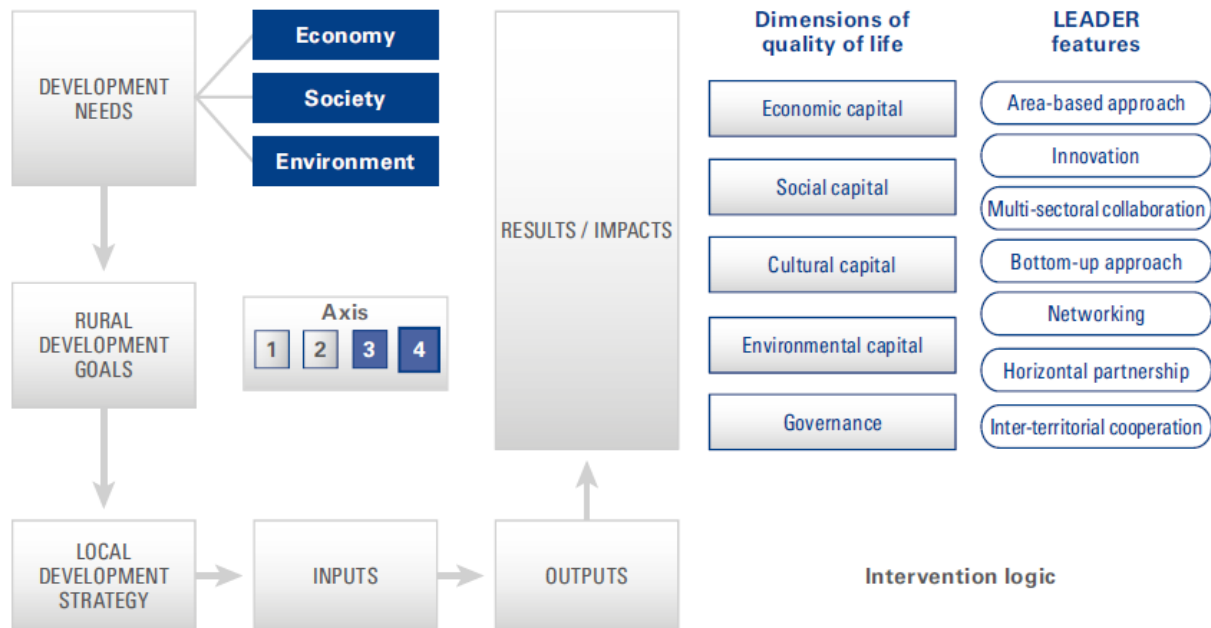 DEVELOPMENT
NEEDS
Economy
Society
Environment
RURAL
DEVELOPMENT
GOALS
Axis
1 2 3 4
LOCAL
DEVELOPMENT
STRATEGY
INPUTS
OUTPUTS
RESULTS / IMPACTS
Dimensions of
quality of life
Economic capital
Social capital
Cultural capital
Environmental capital
Governance
LEADER
features
Area-based approach
Innovation
Multi-sectoral collaboration
Bottom-up approach
Networking
Horizontal partnership
Inter-territorial cooperation
Intervention logic